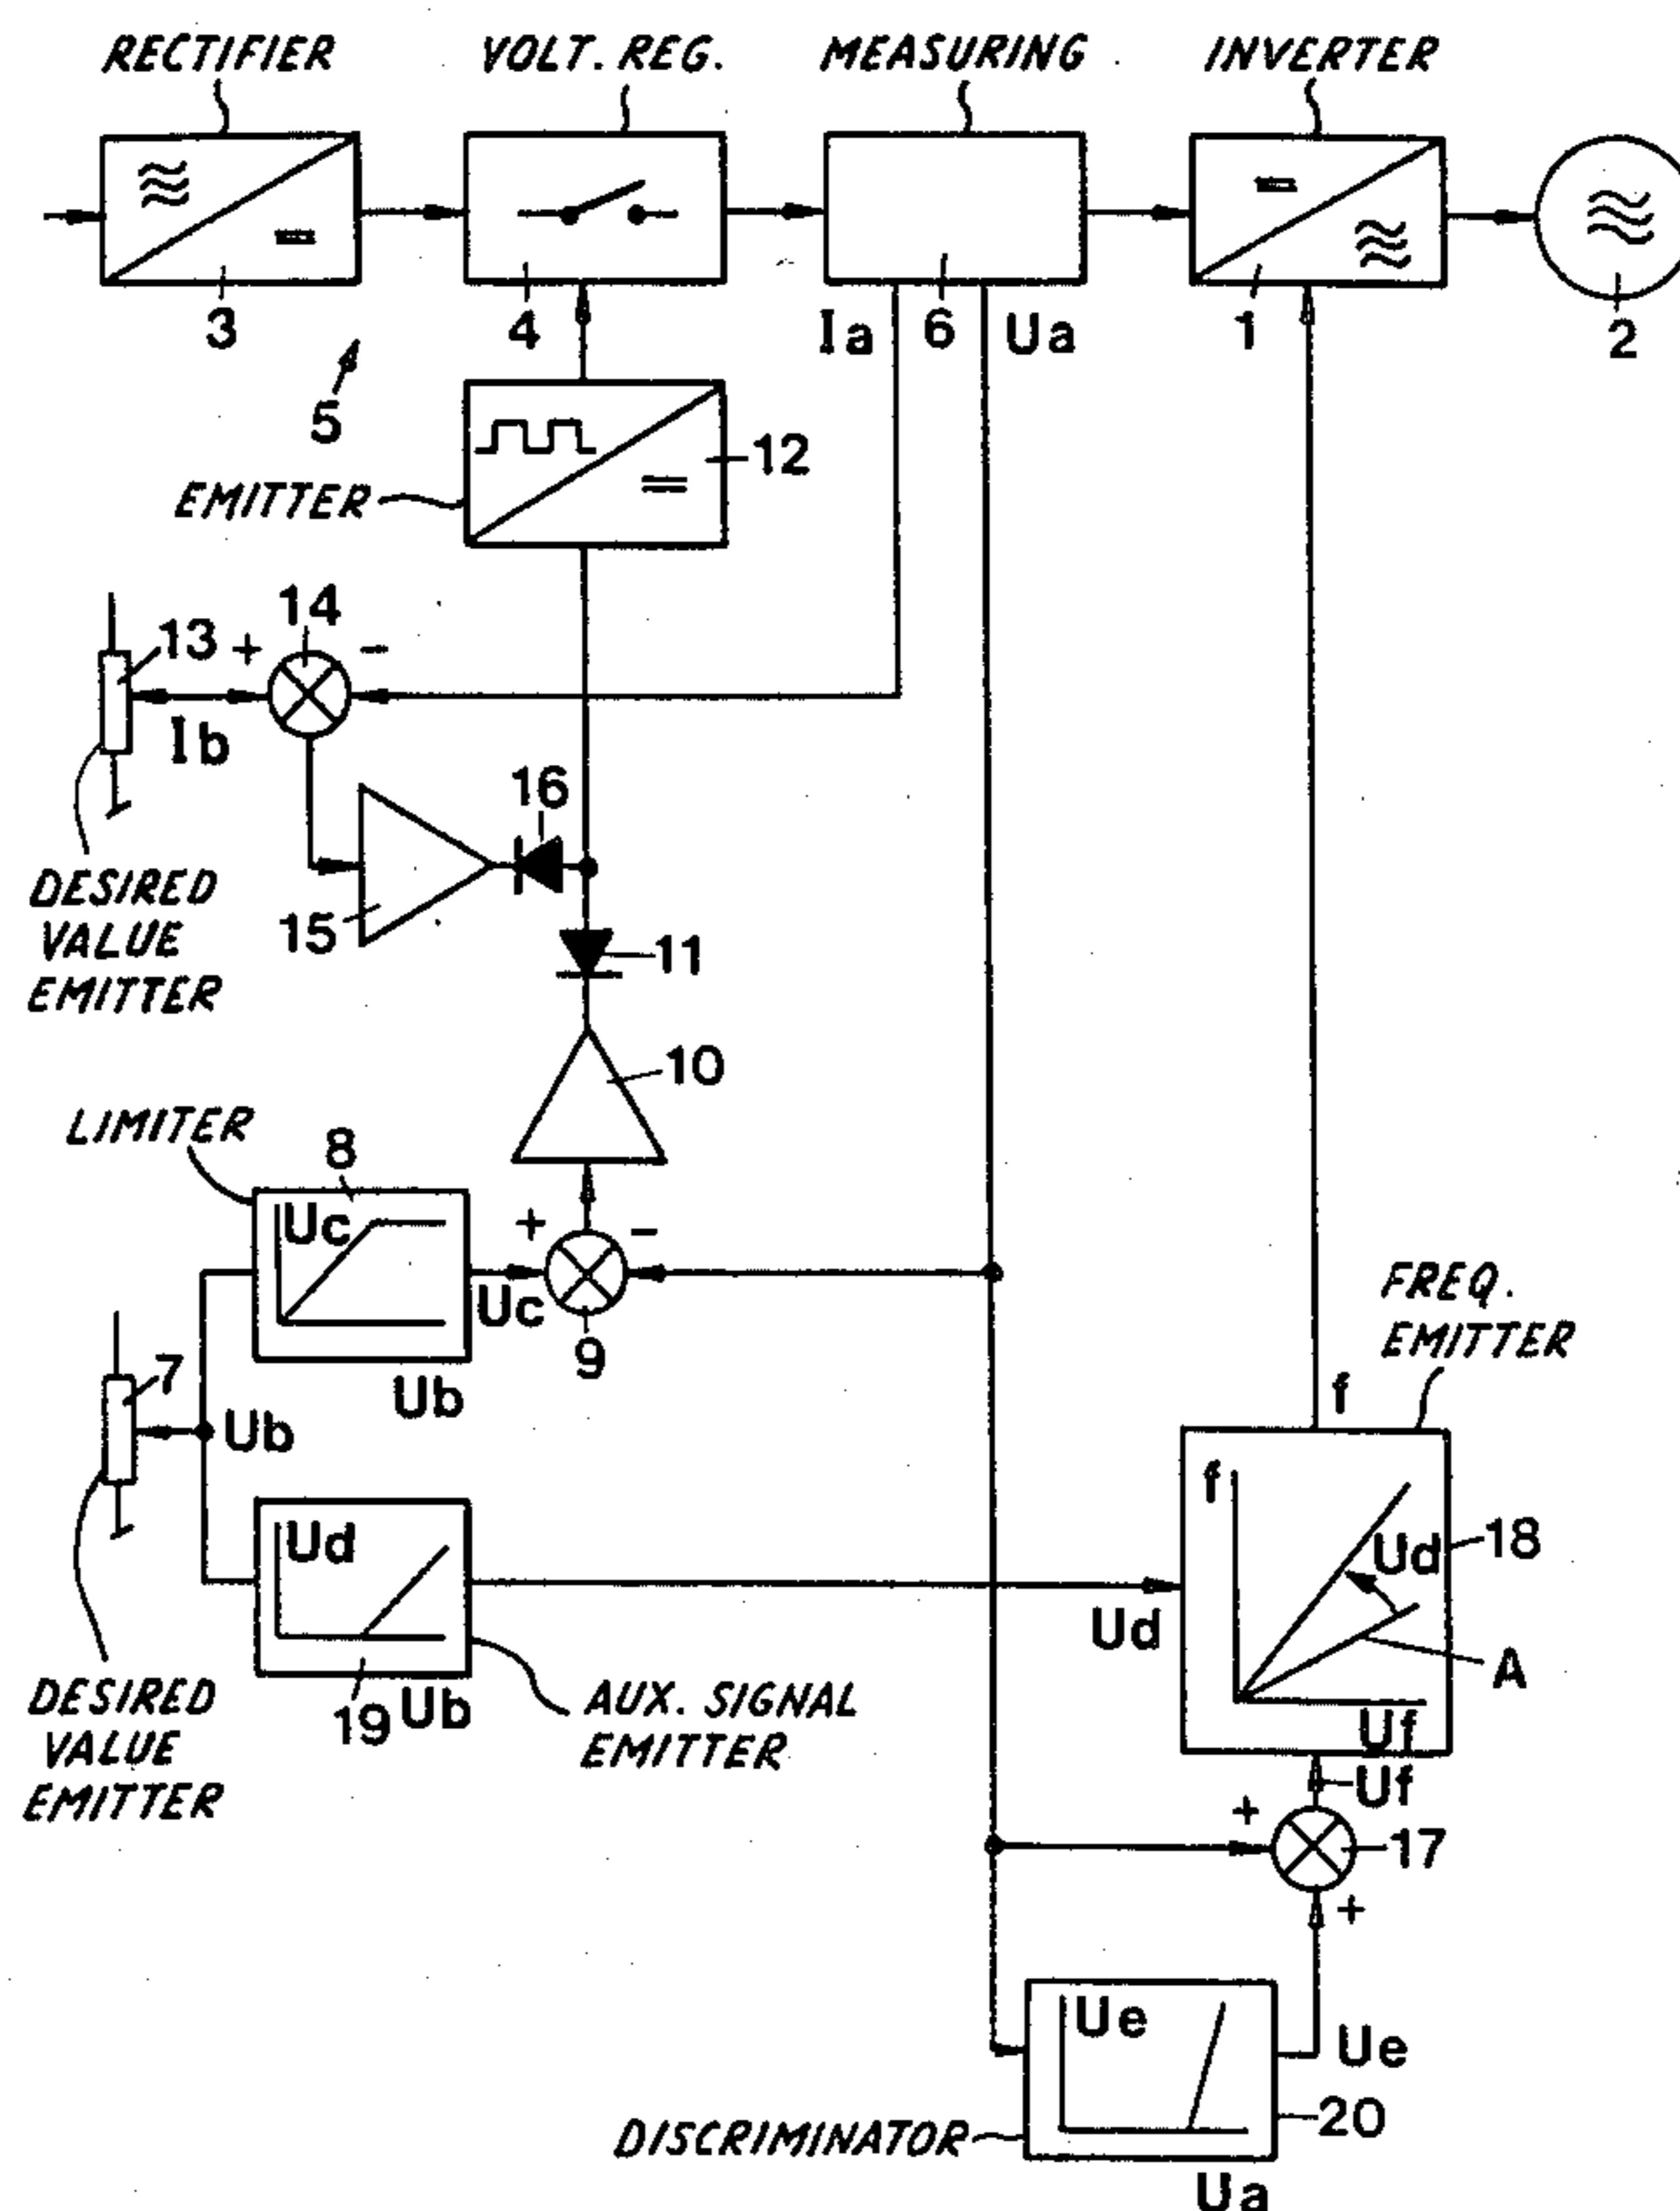 RECTIFIER
VOLT. REG.
MEASURING
INVERTER
3
4
Ia
6
Ua
1
2
5
12
EMITTER
14
13
+
-
Ib
16
DESIRED
VALUE
EMITTER
15
11
10
LIMITER
8
Uc
+
-
Uc
9
FREQ.
EMITTER
7
Ub
Ub
f
f
Ud
Ud
18
Ud
A
DESIRED
VALUE
EMITTER
19
Ub
AUX. SIGNAL
EMITTER
Uf
Uf
+
17
+
Ue
Ue
20
DISCRIMINATOR
Ua